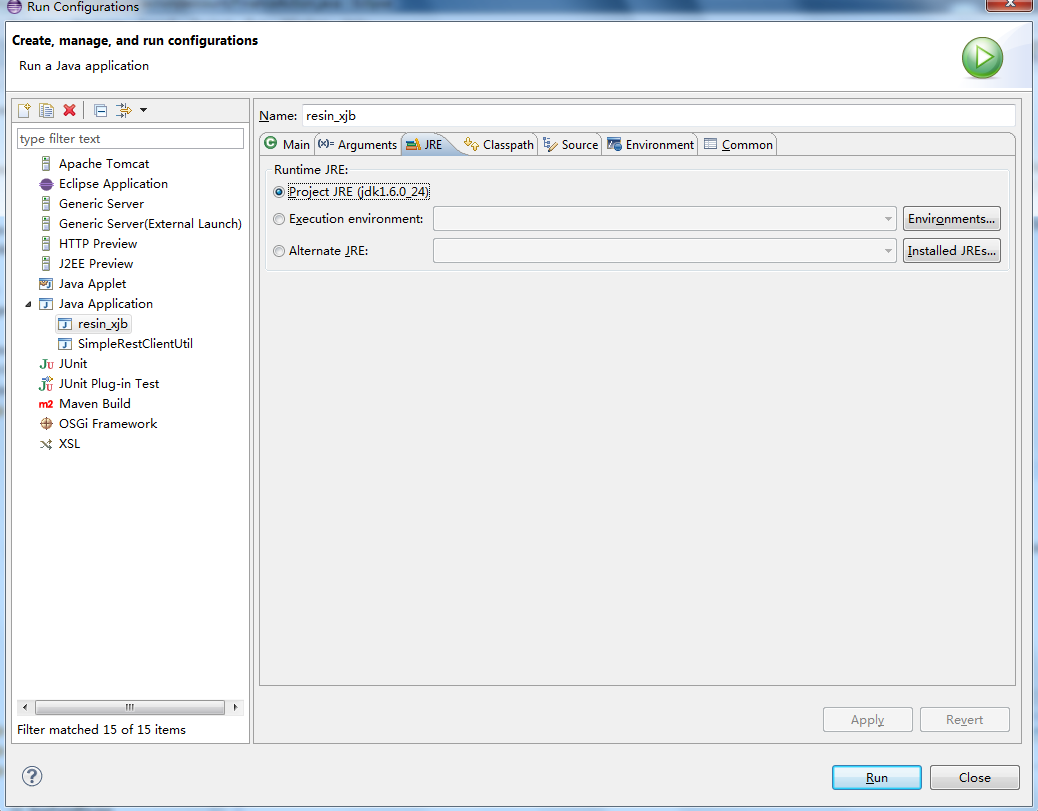 Run Configurations
Create, manage, and run configurations
Run a Java application
type filter text
Apache Tomcat
Eclipse Application
Generic Server
Generic Server(External Launch)
HTTP Preview
J2EE Preview
Java Applet
Java Application
resin_xjb
SimpleRestClientUtil
JUnit
JUnit Plug-in Test
Maven Build
OSGi Framework
XSL
Filter matched 15 of 15 items
Name: resin_xjb
Main (x)= Arguments JRE Classpath Source Environment Common
Runtime JRE:
Project JRE (jdk1.6.0_24)
Execution environment: Environments...
Alternate JRE: Installed JREs...
Apply Revert
Run Close